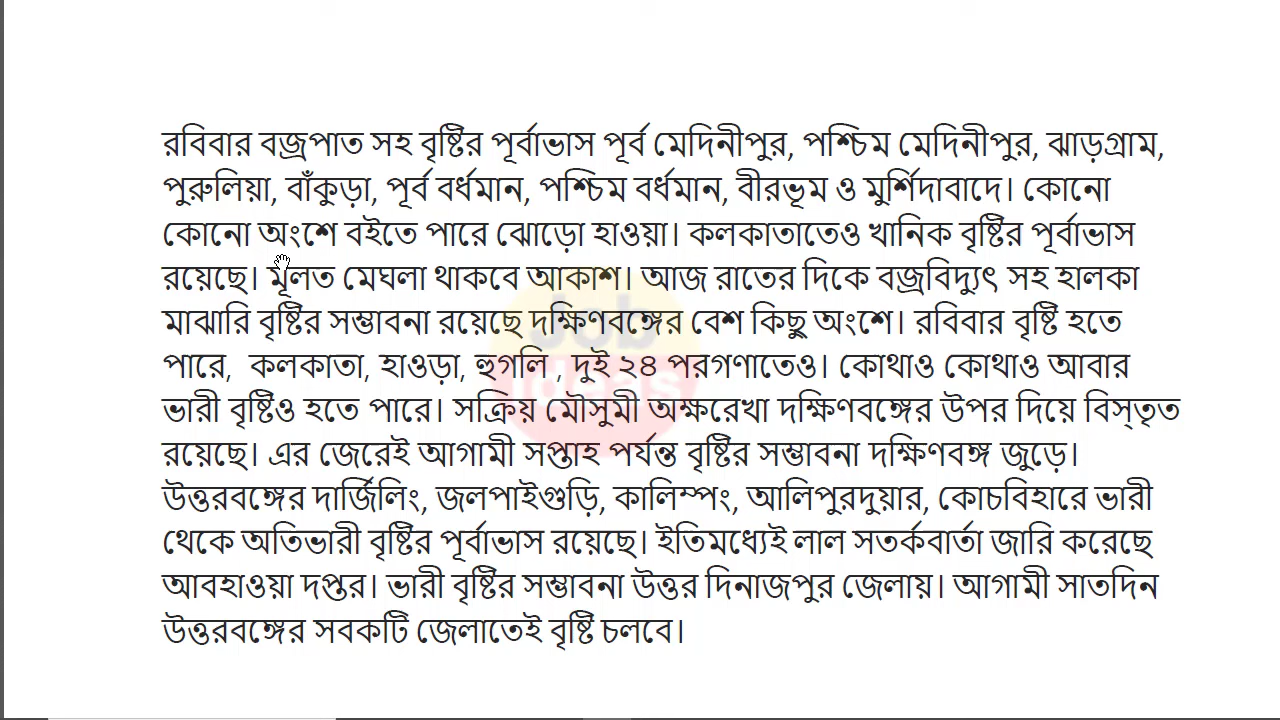 রবিবার বজ্রপাত সহ বৃষ্টির পূর্বাভাস পূর্ব মেদিনীপুর, পশ্চিম মেদিনীপুর, ঝাড়গ্রাম,
পুরুলিয়া, বাঁকুড়া, পূর্ব বর্ধমান, পশ্চিম বর্ধমান, বীরভূম ও মুর্শিদাবাদে। কোনো
কোনো অংশে বইতে পারে ঝোড়ো হাওয়া। কলকাতাতেও খানিক বৃষ্টির পূর্বাভাস
রয়েছে। মূলত মেঘলা থাকবে আকাশ। আজ রাতের দিকে বজ্রবিদ্যুৎ সহ হালকা
মাঝারি বৃষ্টির সম্ভাবনা রয়েছে দক্ষিণবঙ্গের বেশ কিছু অংশে। রবিবার বৃষ্টি হতে
পারে, কলকাতা, হাওড়া, হুগলি , দুই ২৪ পরগণাতেও। কোথাও কোথাও আবার
ভারী বৃষ্টিও হতে পারে। সক্রিয় মৌসুমী অক্ষরেখা দক্ষিণবঙ্গের উপর দিয়ে বিস্তৃত
রয়েছে। এর জেরেই আগামী সপ্তাহ পর্যন্ত বৃষ্টির সম্ভাবনা দক্ষিণবঙ্গ জুড়ে।
উত্তরবঙ্গের দার্জিলিং, জলপাইগুড়ি, কালিম্পং, আলিপুরদুয়ার, কোচবিহারে ভারী
থেকে অতিভারী বৃষ্টির পূর্বাভাস রয়েছে। ইতিমধ্যেই লাল সতর্কবার্তা জারি করেছে
আবহাওয়া দপ্তর। ভারী বৃষ্টির সম্ভাবনা উত্তর দিনাজপুর জেলায়। আগামী সাতদিন
উত্তরবঙ্গের সবকটি জেলাতেই বৃষ্টি চলবে।
Job
Ideas